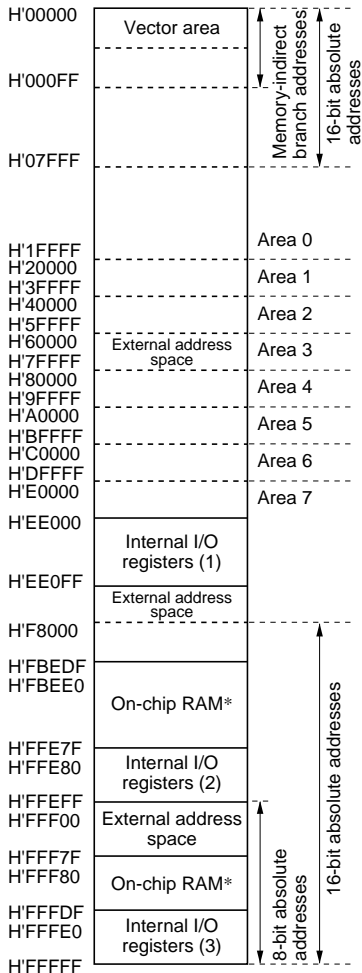 H'00000
Vector area
H'000FF
Memory-indirect
branch addresses
16-bit absolute
addresses
H'07FFF
H'1FFFF
Area 0
H'20000
H'3FFFF
Area 1
H'40000
H'5FFFF
Area 2
H'60000
H'7FFFF
External address
space
Area 3
H'80000
H'9FFFF
Area 4
H'A0000
H'BFFFF
Area 5
H'C0000
H'DFFFF
Area 6
H'E0000
Area 7
H'EE000
Internal I/O
registers (1)
H'EE0FF
External address
space
H'F8000
H'FBEDF
H'FBEE0
On-chip RAM*
H'FFE7F
H'FFE80
Internal I/O
registers (2)
H'FFEFF
H'FFF00
External address
space
H'FFF7F
H'FFF80
On-chip RAM*
H'FFFDF
H'FFFE0
Internal I/O
registers (3)
H'FFFFF
8-bit absolute
addresses
16-bit absolute addresses